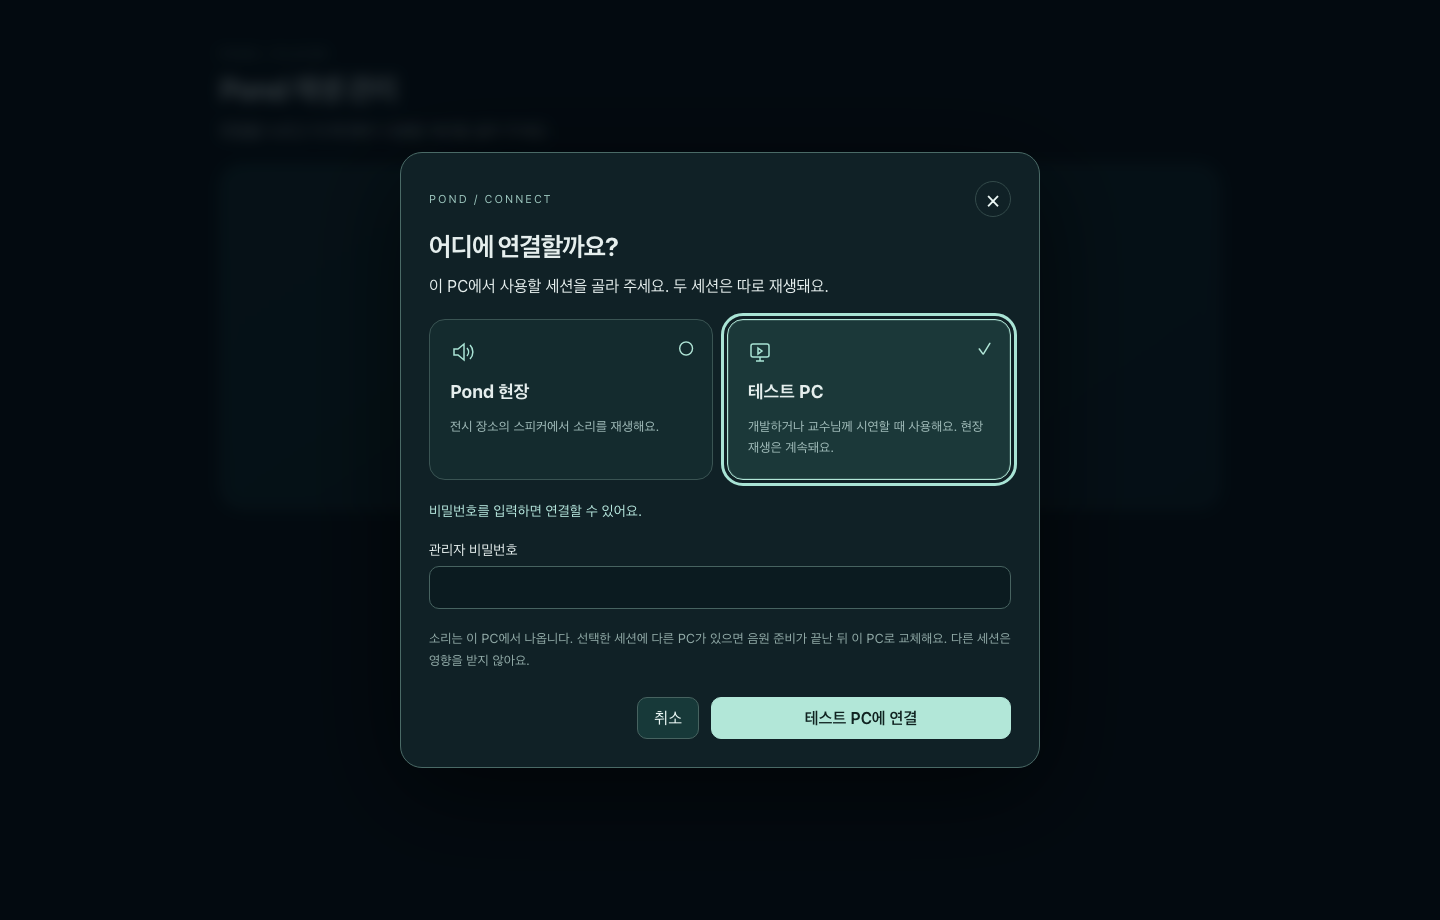 POND / CONNECT
어디에 연결할까요?
이 PC에서 사용할 세션을 골라 주세요. 두 세션은 따로 재생돼요.
Pond 현장
전시 장소의 스피커에서 소리를 재생해요.
테스트 PC
개발하거나 교수님께 시연할 때 사용해요. 현장
재생은 계속돼요.
비밀번호를 입력하면 연결할 수 있어요.
관리자 비밀번호
소리는 이 PC에서 나옵니다. 선택한 세션에 다른 PC가 있으면 음원 준비가 끝난 뒤 이 PC로 교체해요. 다른 세션은
영향을 받지 않아요.
취소
테스트 PC에 연결